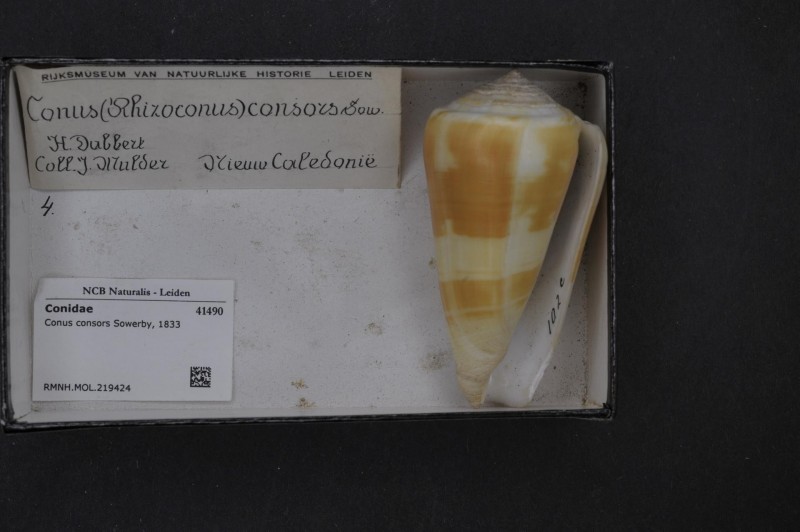 RIJKSMUSEUM VAN NATUURLIJKE HISTORIE LEIDEN
Conus (Rhizoconus) consors Sow.
H. Dubbert
Coll. J. Mulder Nieuw Caledonië
4.
NCB Naturalis - Leiden
Conidae 41490
Conus consors Sowerby, 1833
RMNH.MOL.219424
102 c